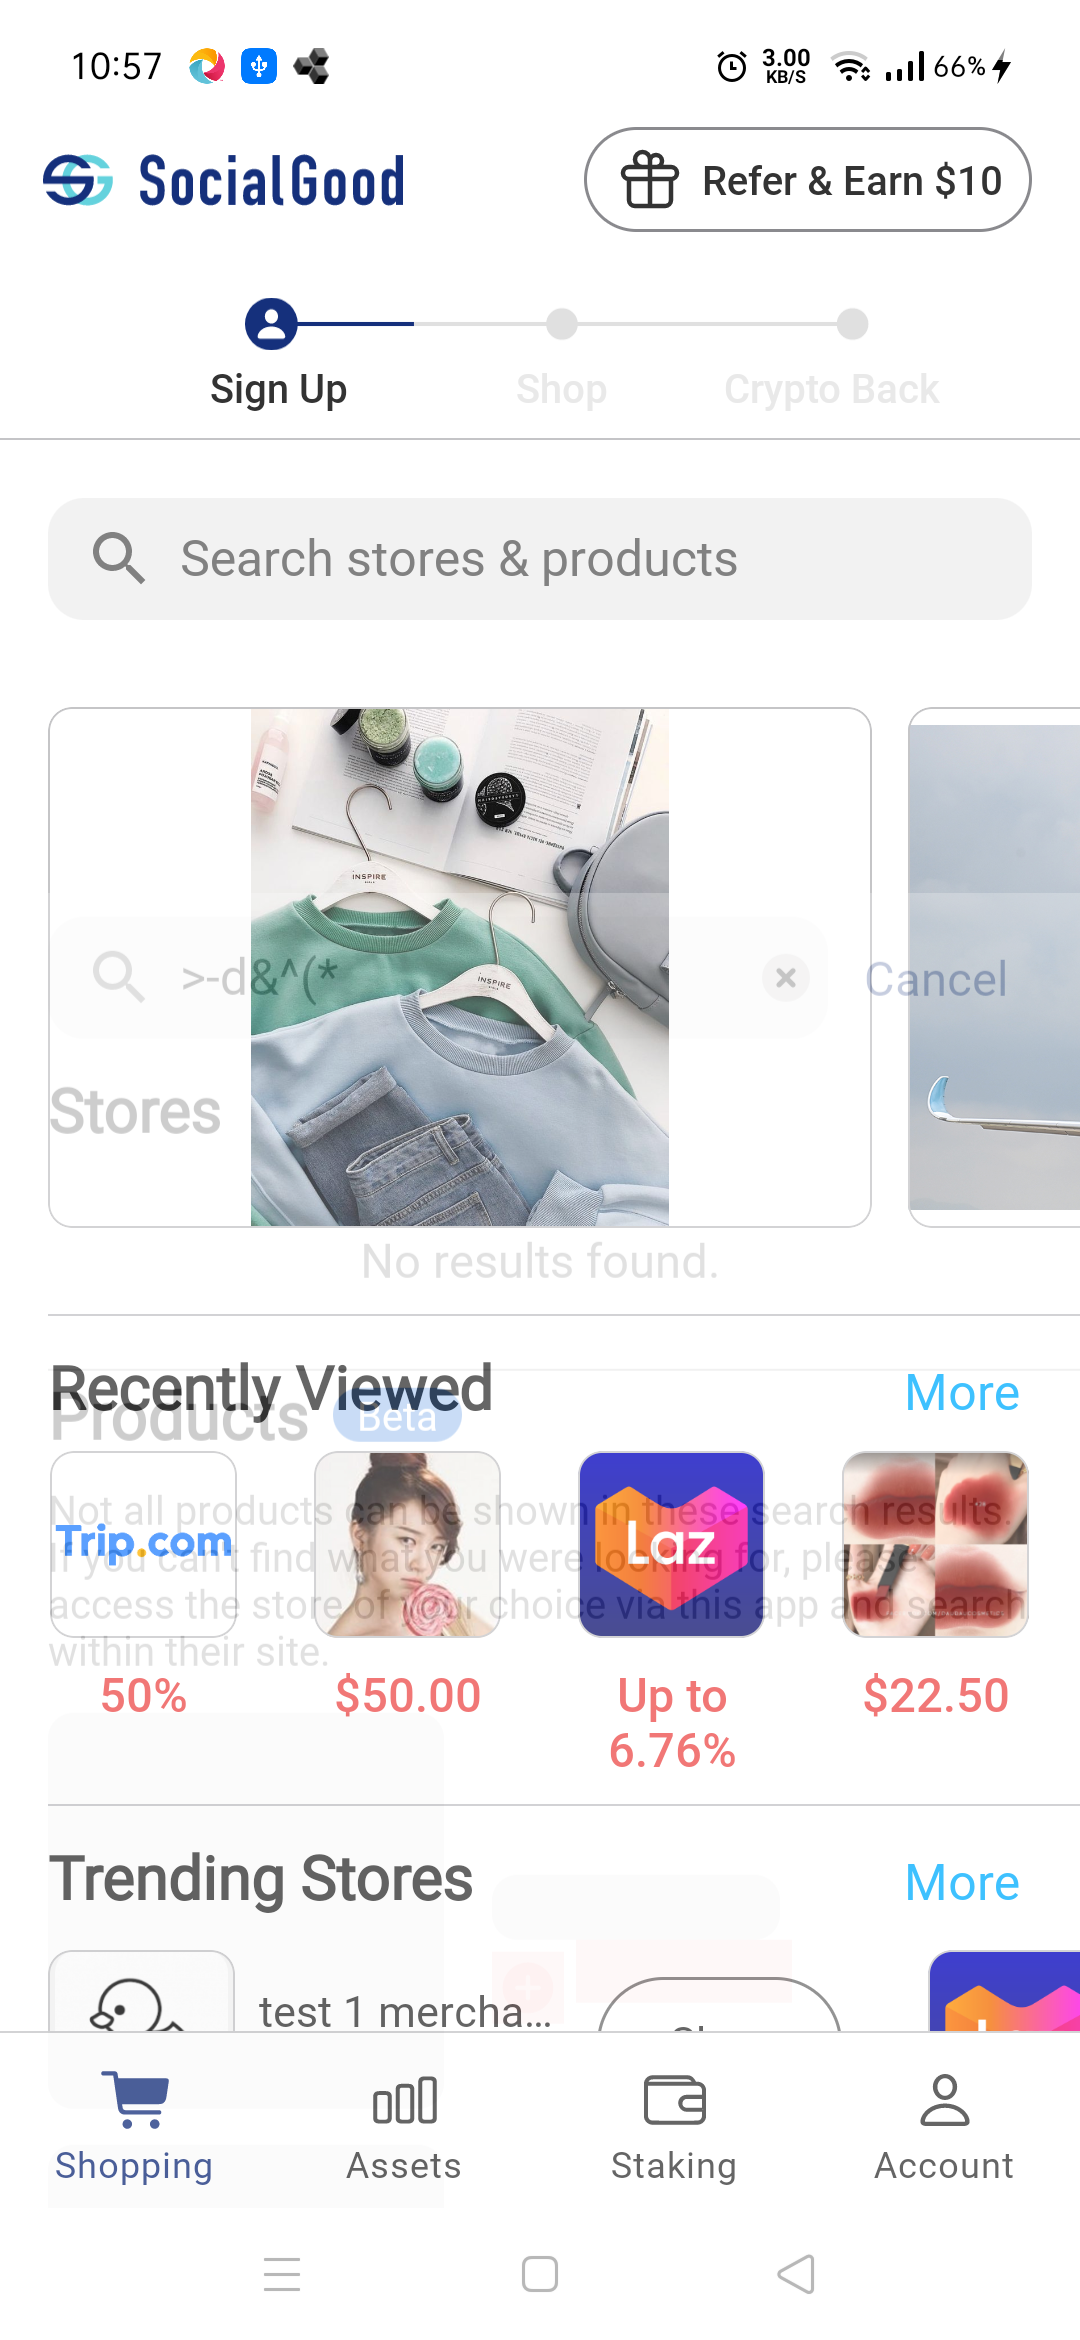 10:57
3.00
KB/S
66%
SocialGood
Refer & Earn $10
Sign Up
Shop
Crypto Back
Search stores & products
INSPIRE
INSPIRE
>-d&^(*
Cancel
Stores
No results found.
Recently Viewed
More
Products
Beta
Not all products can be shown in these search results.
If you can't find what you were looking for, please
access the store of your choice via this app and search
within their site.
Trip.com
Laz
50%
$50.00
Up to
6.76%
$22.50
Trending Stores
More
test 1 mercha...
Shopping
Assets
Staking
Account